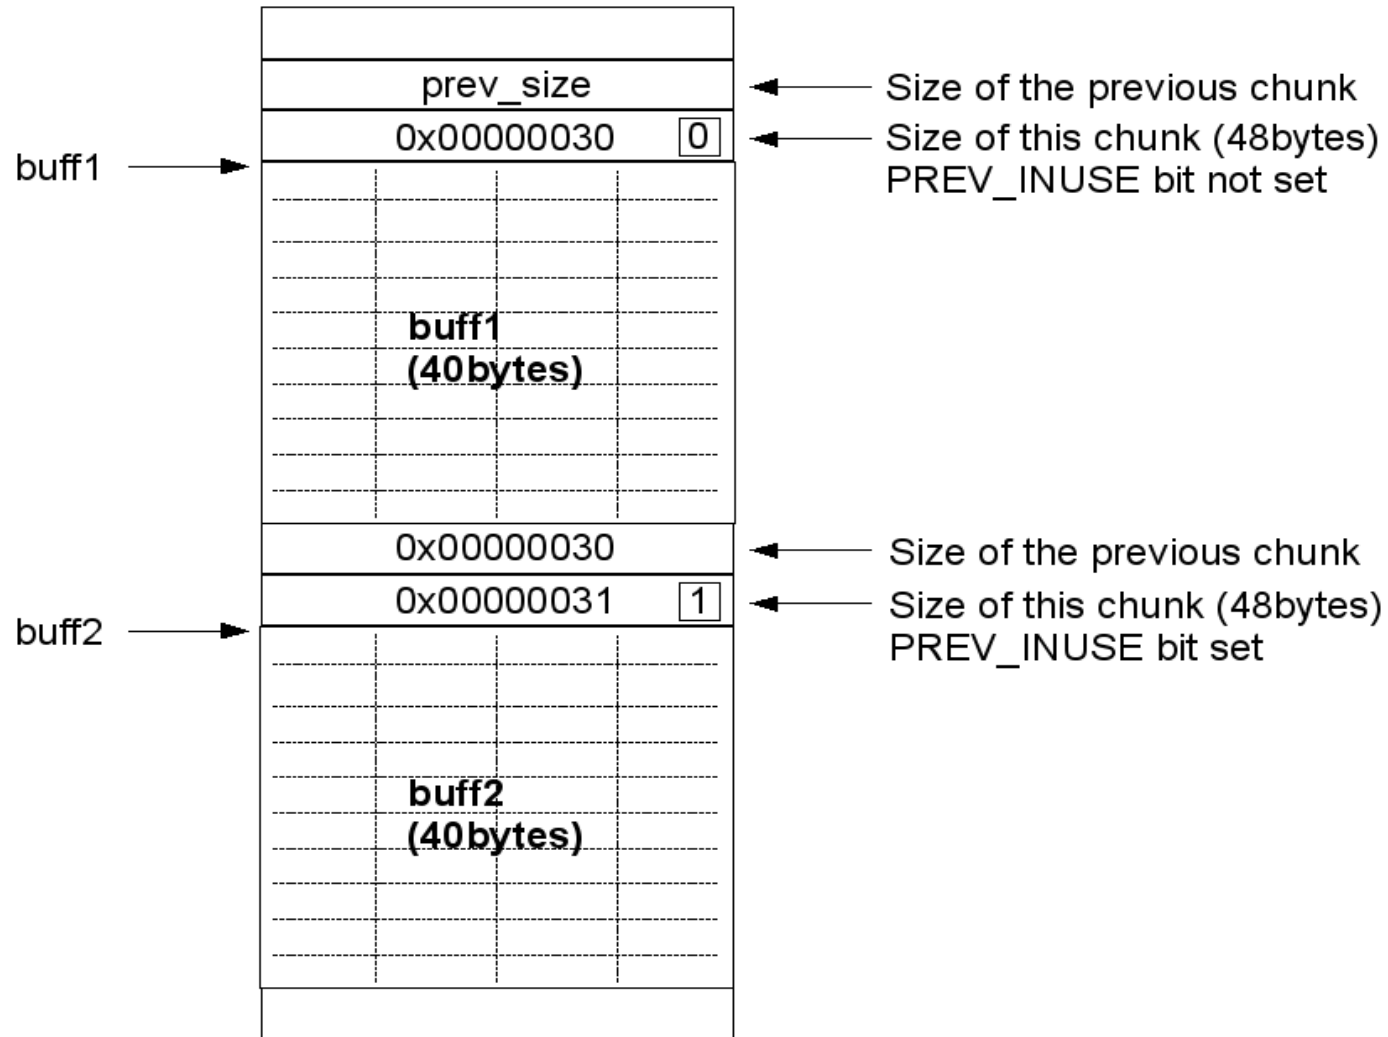 prev_size
Size of the previous chunk
0x00000030 0
Size of this chunk (48bytes)
PREV_INUSE bit not set
buff1
buff1
(40bytes)
0x00000030
Size of the previous chunk
0x00000031 1
Size of this chunk (48bytes)
PREV_INUSE bit set
buff2
buff2
(40bytes)